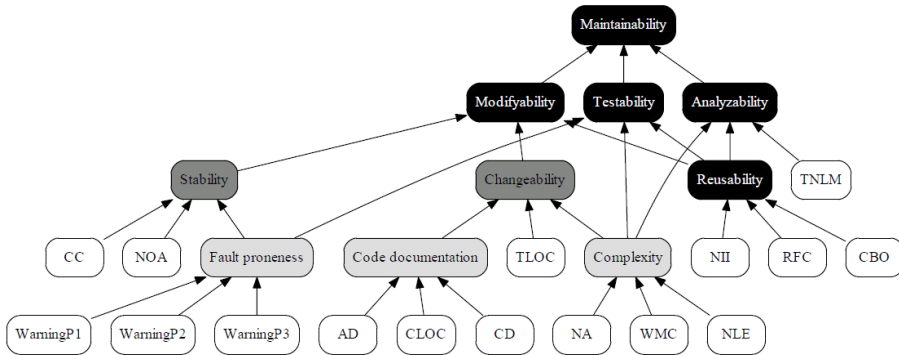 Maintainability
Modifyability Testability Analyzability
Stability Changeability Reusability TNLM
CC NOA Fault proneness Code documentation TLOC Complexity NII RFC CBO
WarningP1 WarningP2 WarningP3 AD CLOC CD NA WMC NLE